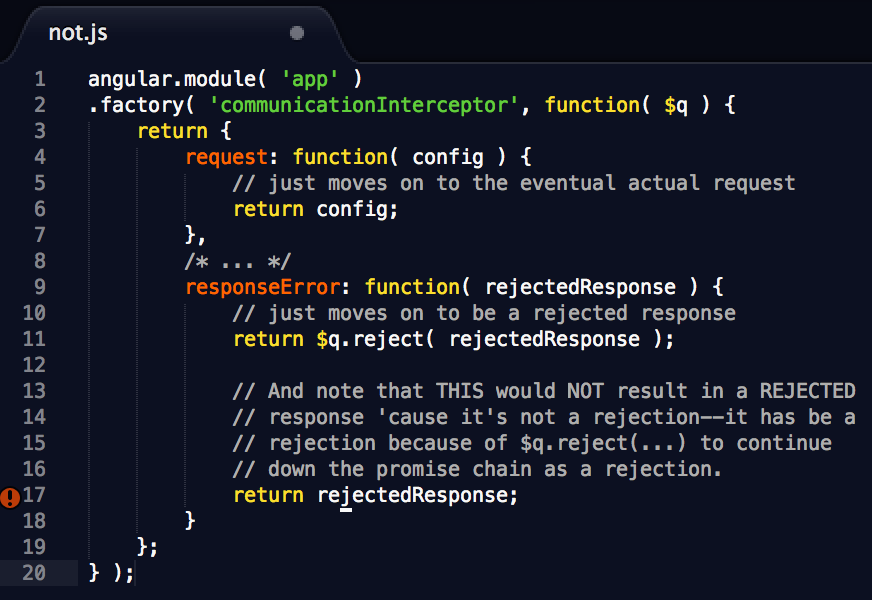 not.js
1 angular.module( 'app' )
2 .factory( 'communicationInterceptor', function( $q ) {
3 return {
4 request: function( config ) {
5 // just moves on to the eventual actual request
6 return config;
7 },
8 /* ... */
9 responseError: function( rejectedResponse ) {
10 // just moves on to be a rejected response
11 return $q.reject( rejectedResponse );
12
13 // And note that THIS would NOT result in a REJECTED
14 // response 'cause it's not a rejection--it has be a
15 // rejection because of $q.reject(...) to continue
16 // down the promise chain as a rejection.
17 return rejectedResponse;
18 }
19 };
20 } );